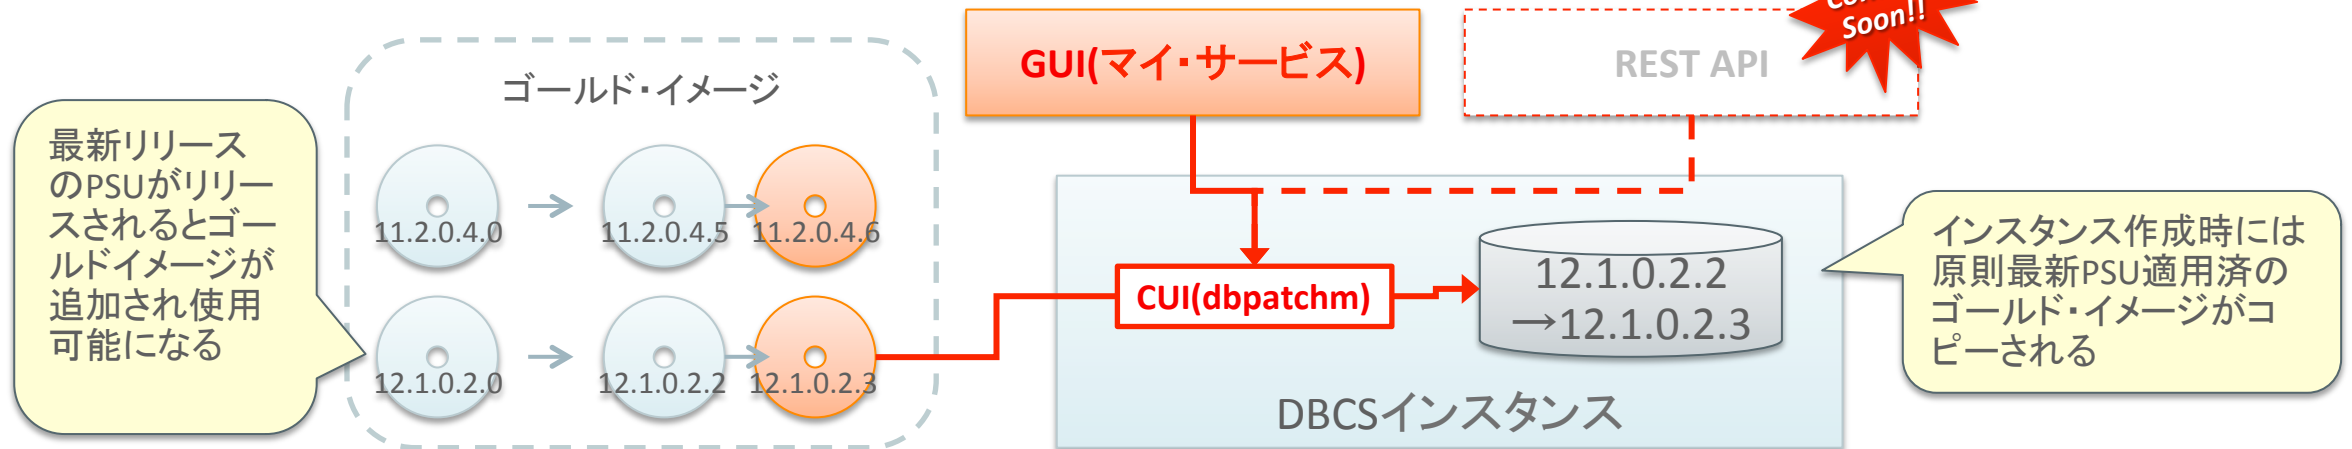 Soon!!
GUI(マイ・サービス)
REST API
ゴールド・イメージ
最新リリース
のPSUがリリー
スされるとゴー
ルドイメージが
追加され使用
可能になる
11.2.0.4.0
11.2.0.4.5
11.2.0.4.6
12.1.0.2.0
12.1.0.2.2
12.1.0.2.3
CUI(dbpatchm)
12.1.0.2.2
→12.1.0.2.3
DBCSインスタンス
インスタンス作成時には
原則最新PSU適用済の
ゴールド・イメージがコ
ピーされる